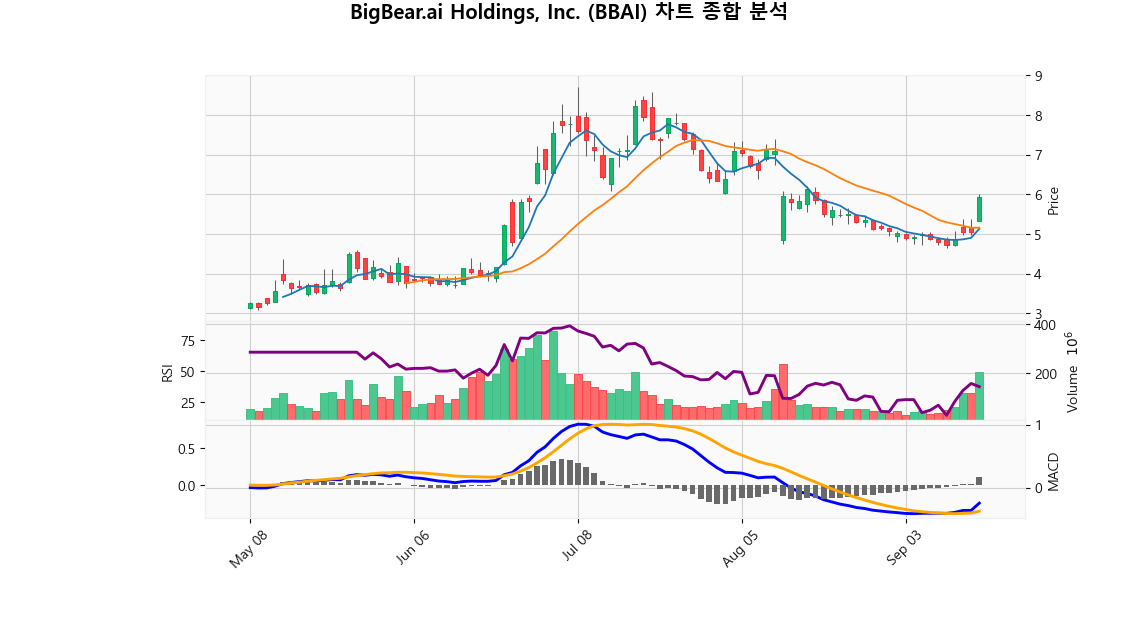 BigBear.ai Holdings, Inc. (BBAI) 차트 종합 분석
9
8
7
6
5
4
3
Price
75
50
25
RSI
400
200
Volume 10^6
0.5
0.0
1
0
MACD
May 08
Jun 06
Jul 08
Aug 05
Sep 03